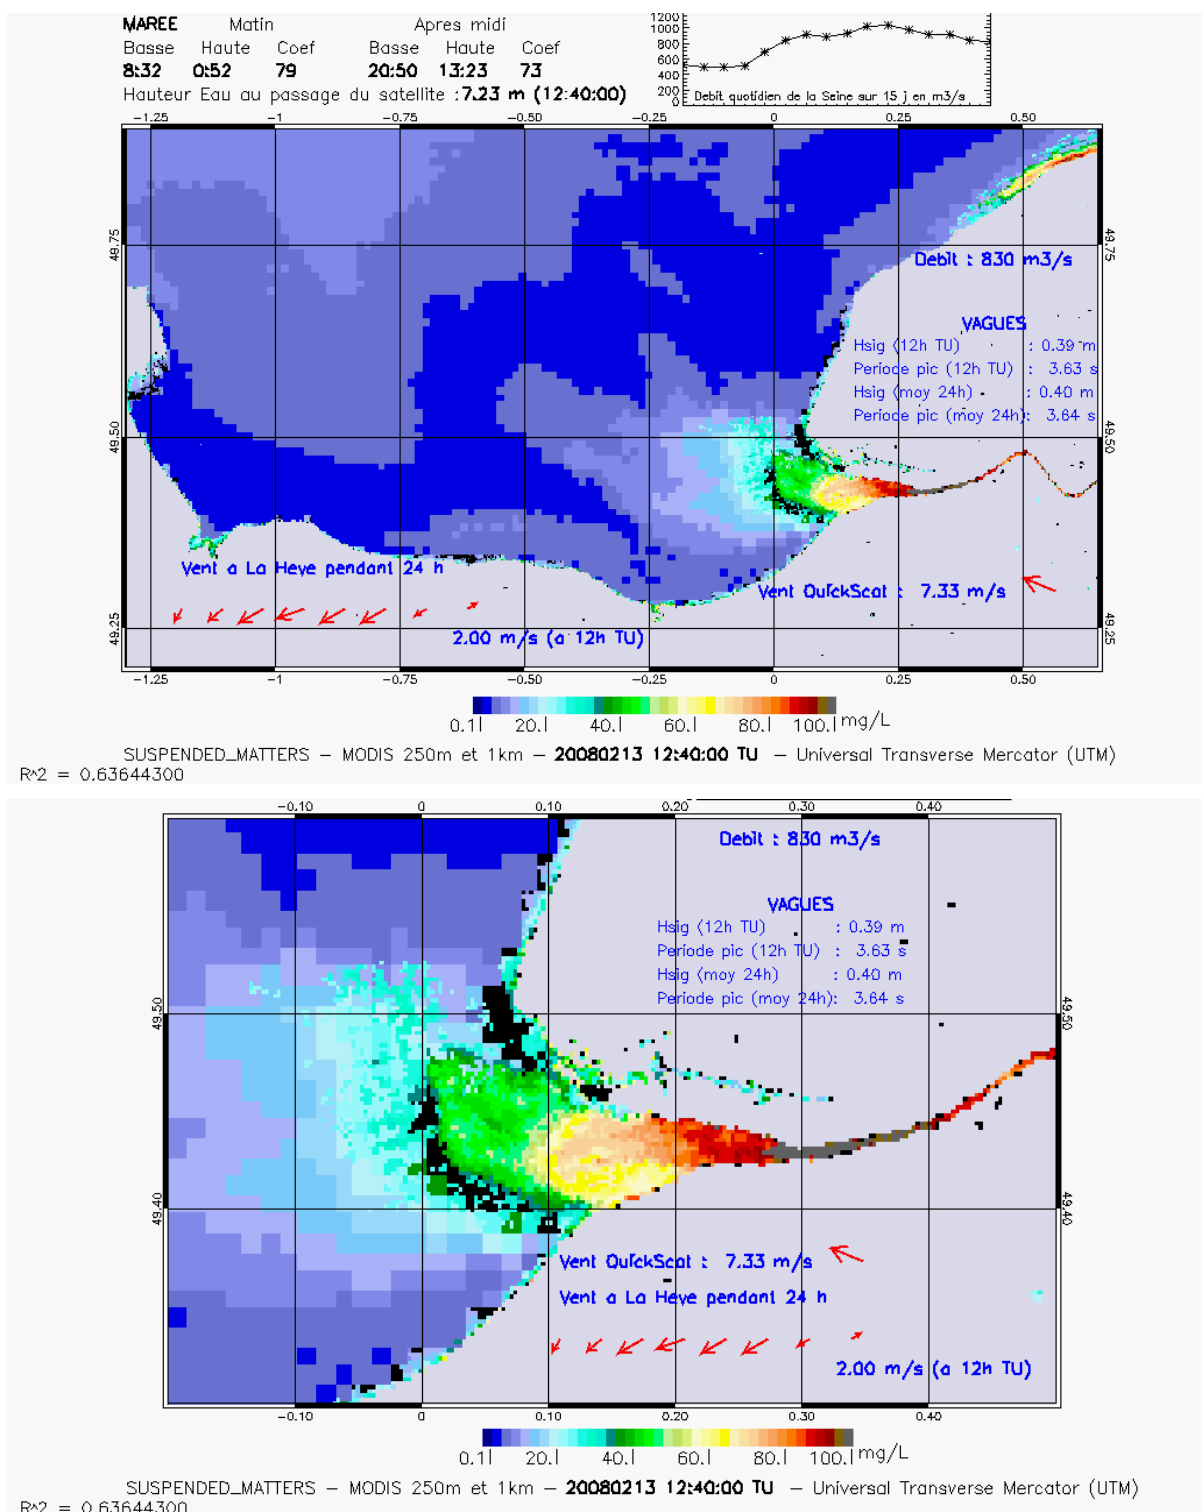 MAREE Matin Apres midi
Basse Haute Coef Basse Haute Coef
8:32 0:52 79 20:50 13:23 73
Hauteur Eau au passage du satellite : 7.23 m (12:40:00)
1200
1000
800
600
400
200
0
Debit quotidien de la Seine sur 15 j en m3/s
-1.25 -1 -0.75 -0.50 -0.25 0 0.25 0.50
49.75 49.75
Debit : 830 m3/s
VAGUES
Hsig (12h TU) : 0.39 m
Periode pic (12h TU) : 3.63 s
Hsig (moy 24h) : 0.40 m
Periode pic (moy 24h): 3.64 s
49.50 49.50
Vent a La Heve pendant 24 h
Vent QuickScat : 7.33 m/s
49.25 49.25
2.00 m/s (a 12h TU)
-1.25 -1 -0.75 -0.50 -0.25 0 0.25 0.50
0.1| 20.| 40.| 60.| 80.| 100.| mg/L
SUSPENDED_MATTERS - MODIS 250m et 1km - 20080213 12:40:00 TU - Universal Transverse Mercator (UTM)
R^2 = 0.63644300
-0.10 0 0.10 0.20 0.30 0.40
Debit : 830 m3/s
VAGUES
Hsig (12h TU) : 0.39 m
Periode pic (12h TU) : 3.63 s
Hsig (moy 24h) : 0.40 m
Periode pic (moy 24h): 3.64 s
49.50 49.50
49.40 49.40
Vent QuickScat : 7.33 m/s
Vent a La Heve pendant 24 h
2.00 m/s (a 12h TU)
-0.10 0 0.10 0.20 0.30 0.40
0.1| 20.| 40.| 60.| 80.| 100.| mg/L
SUSPENDED_MATTERS - MODIS 250m et 1km - 20080213 12:40:00 TU - Universal Transverse Mercator (UTM)
R^2 = 0.63644300